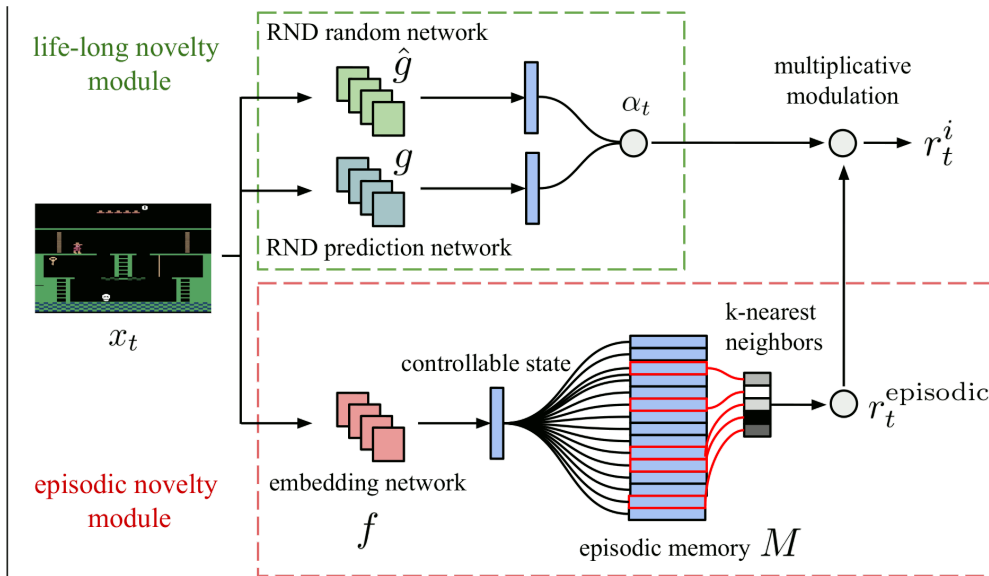 life-long novelty
module
RND random network
ĝ
g
RND prediction network
α_t
multiplicative
modulation
r_t^i
x_t
episodic novelty
module
embedding network
f
controllable state
episodic memory M
k-nearest
neighbors
r_t^episodic